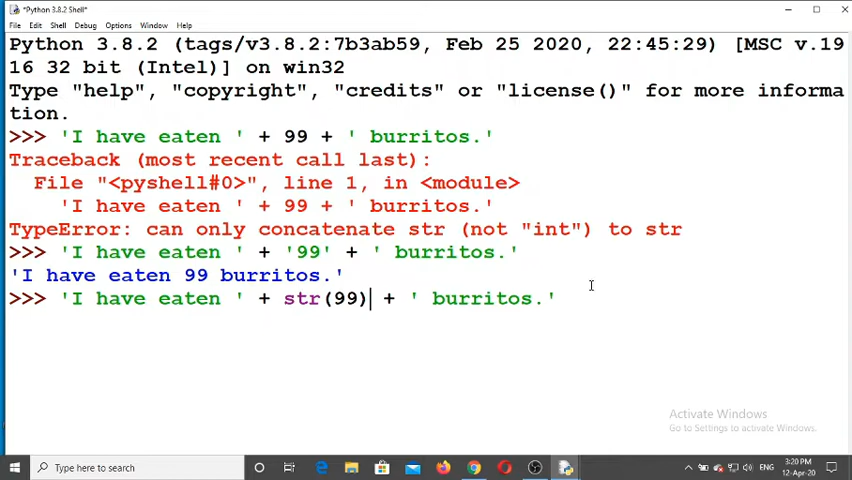 *Python 3.8.2 Shell*
File Edit Shell Debug Options Window Help
Python 3.8.2 (tags/v3.8.2:7b3ab59, Feb 25 2020, 22:45:29) [MSC v.19
16 32 bit (Intel)] on win32
Type "help", "copyright", "credits" or "license()" for more informa
tion.
>>> 'I have eaten ' + 99 + ' burritos.'
Traceback (most recent call last):
  File "<pyshell#0>", line 1, in <module>
    'I have eaten ' + 99 + ' burritos.'
TypeError: can only concatenate str (not "int") to str
>>> 'I have eaten ' + '99' + ' burritos.'
'I have eaten 99 burritos.'
>>> 'I have eaten ' + str(99) + ' burritos.'
Activate Windows
Go to Settings to activate Windows.
Type here to search
ENG
3:20 PM
12-Apr-20